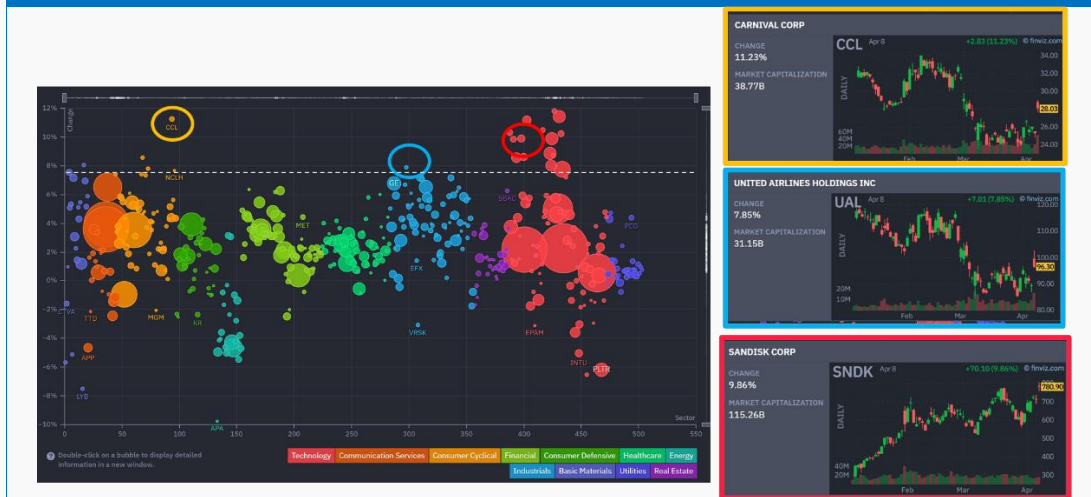 CARNIVAL CORP
CHANGE
11.23%
MARKET CAPITALIZATION
38.77B
CCL Apr 8 +2.83 (11.23%) © finviz.com
DAILY
34.00
32.00
30.00
28.03
26.00
24.00
60M
40M
20M
Feb Mar Apr
UNITED AIRLINES HOLDINGS INC
CHANGE
7.85%
MARKET CAPITALIZATION
31.15B
UAL Apr 8 +7.01 (7.85%) © finviz.com
DAILY
120.00
110.00
100.00
96.30
90.00
80.00
20M
10M
Feb Mar Apr
SANDISK CORP
CHANGE
9.86%
MARKET CAPITALIZATION
115.26B
SNDK Apr 8 +70.10 (9.86%) © finviz.com
DAILY
780.90
700
600
500
400
300
40M
20M
Feb Mar Apr
12%
Change
10%
8%
6%
4%
2%
0%
-2%
-4%
-6%
-8%
-10%
CCL
NCLH
GE
SBAC
MET
PCG
EFX
TTD
MGM
KR
VRSK
EPAM
APP
INTU
PLTR
LYB
APA
Sector
0 50 100 150 200 250 300 350 400 450 500 550
Double-click on a bubble to display detailed
information in a new window.
Technology Communication Services Consumer Cyclical Financial Consumer Defensive Healthcare Energy
Industrials Basic Materials Utilities Real Estate